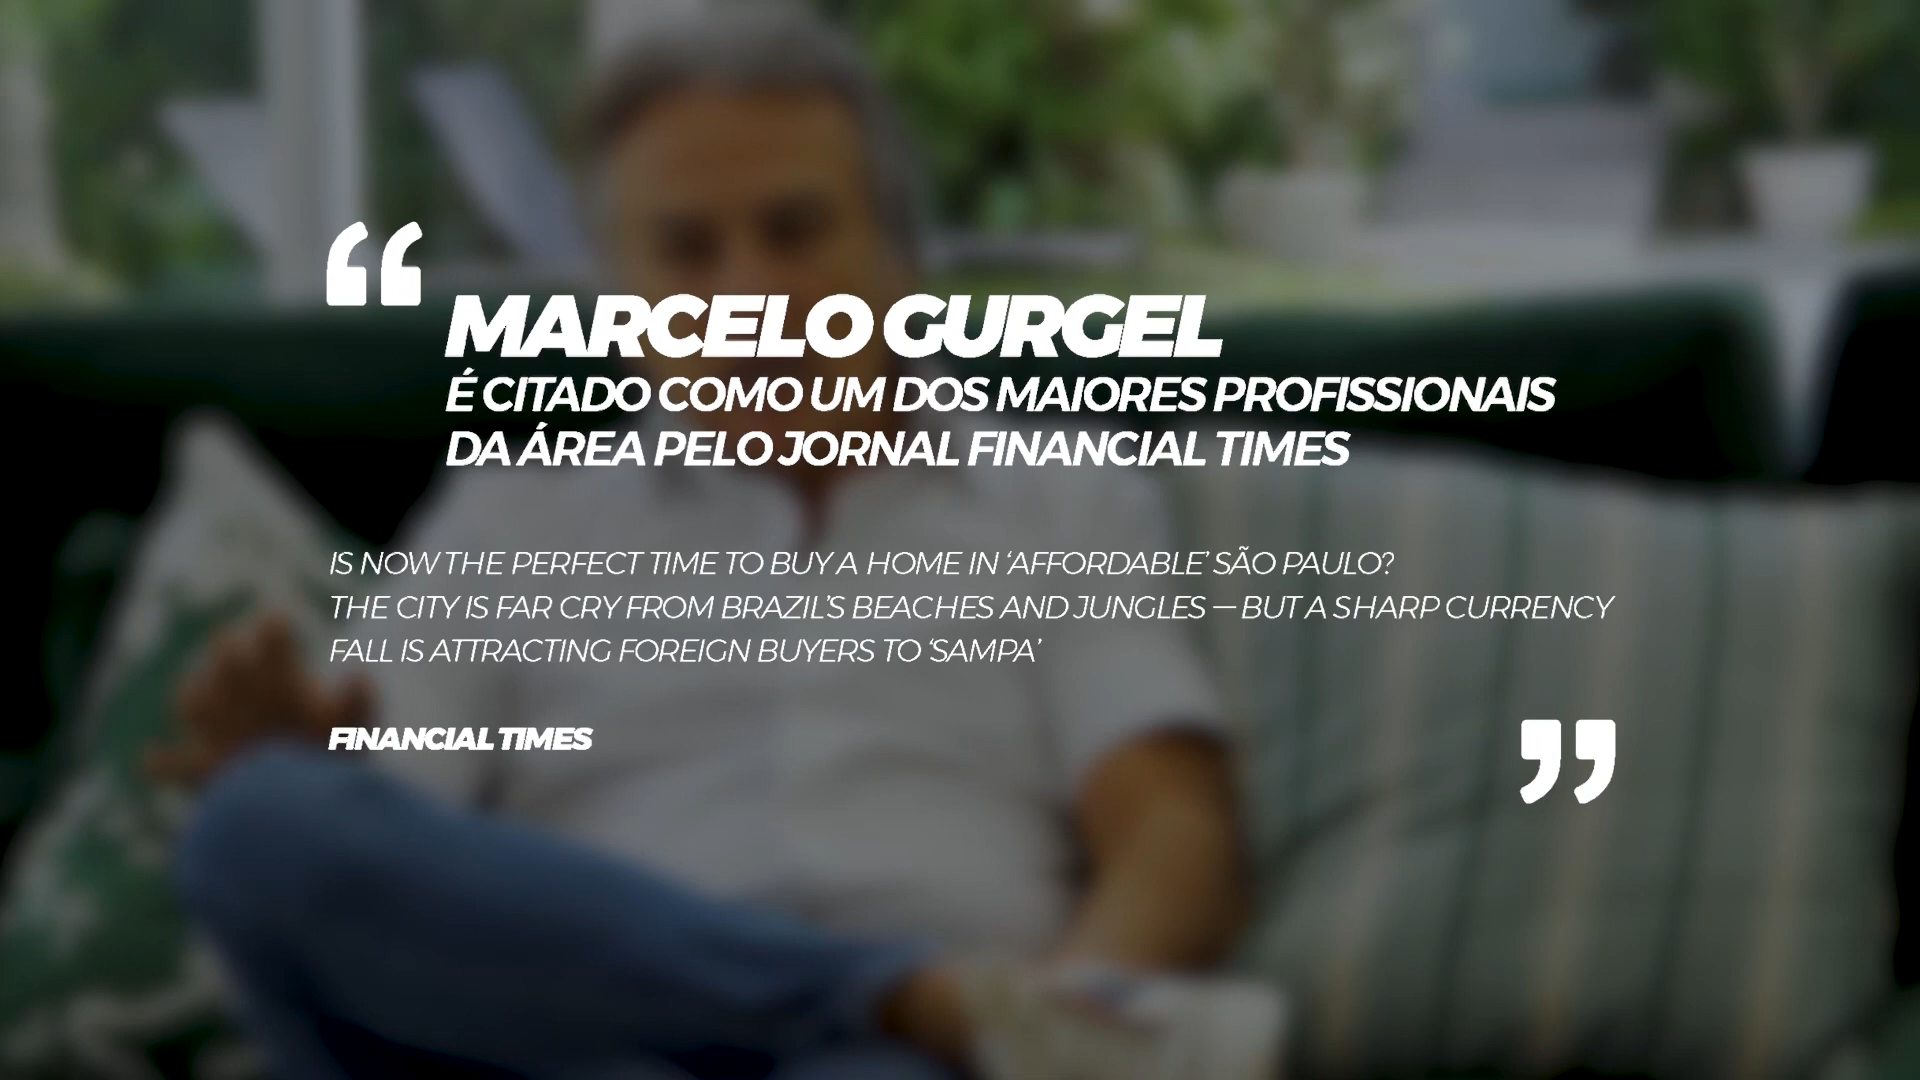 “
MARCELO GURGEL
É CITADO COMO UM DOS MAIORES PROFISSIONAIS
DA ÁREA PELO JORNAL FINANCIAL TIMES
IS NOW THE PERFECT TIME TO BUY A HOME IN ‘AFFORDABLE’ SÃO PAULO?
THE CITY IS FAR CRY FROM BRAZIL’S BEACHES AND JUNGLES — BUT A SHARP CURRENCY
FALL IS ATTRACTING FOREIGN BUYERS TO ‘SAMPA’
FINANCIAL TIMES
”